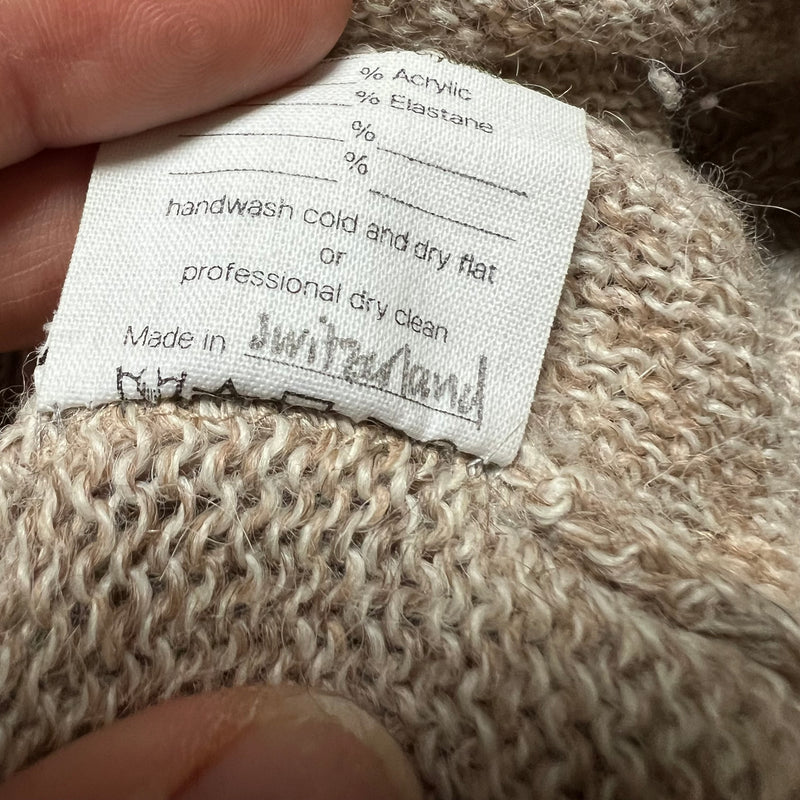 % Acrylic
% Elastane
%
%
handwash cold and dry flat
or
professional dry clean
Made in Switzerland